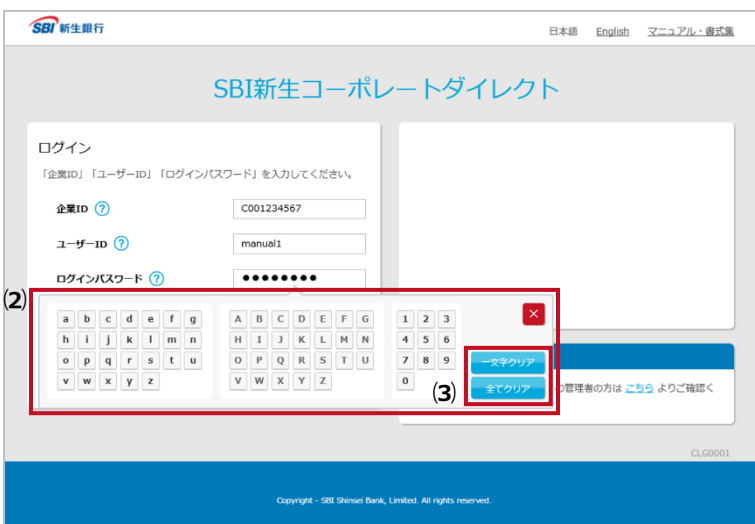 SBI 新生銀行
日本語 English マニュアル・書式集
SBI新生コーポレートダイレクト
ログイン
「企業ID」「ユーザーID」「ログインパスワード」を入力してください。
企業ID ? C001234567
ユーザーID ? manual1
ログインパスワード ? ●●●●●●●●
(2)
a b c d e f g A B C D E F G 1 2 3 ×
h i j k l m n H I J K L M N 4 5 6
o p q r s t u O P Q R S T U 7 8 9 一文字クリア
v w x y z V W X Y Z 0 (3) 全てクリア
の管理者の方は こちら よりご確認く
CLG0001
Copyright - SBI Shinsei Bank, Limited. All rights reserved.